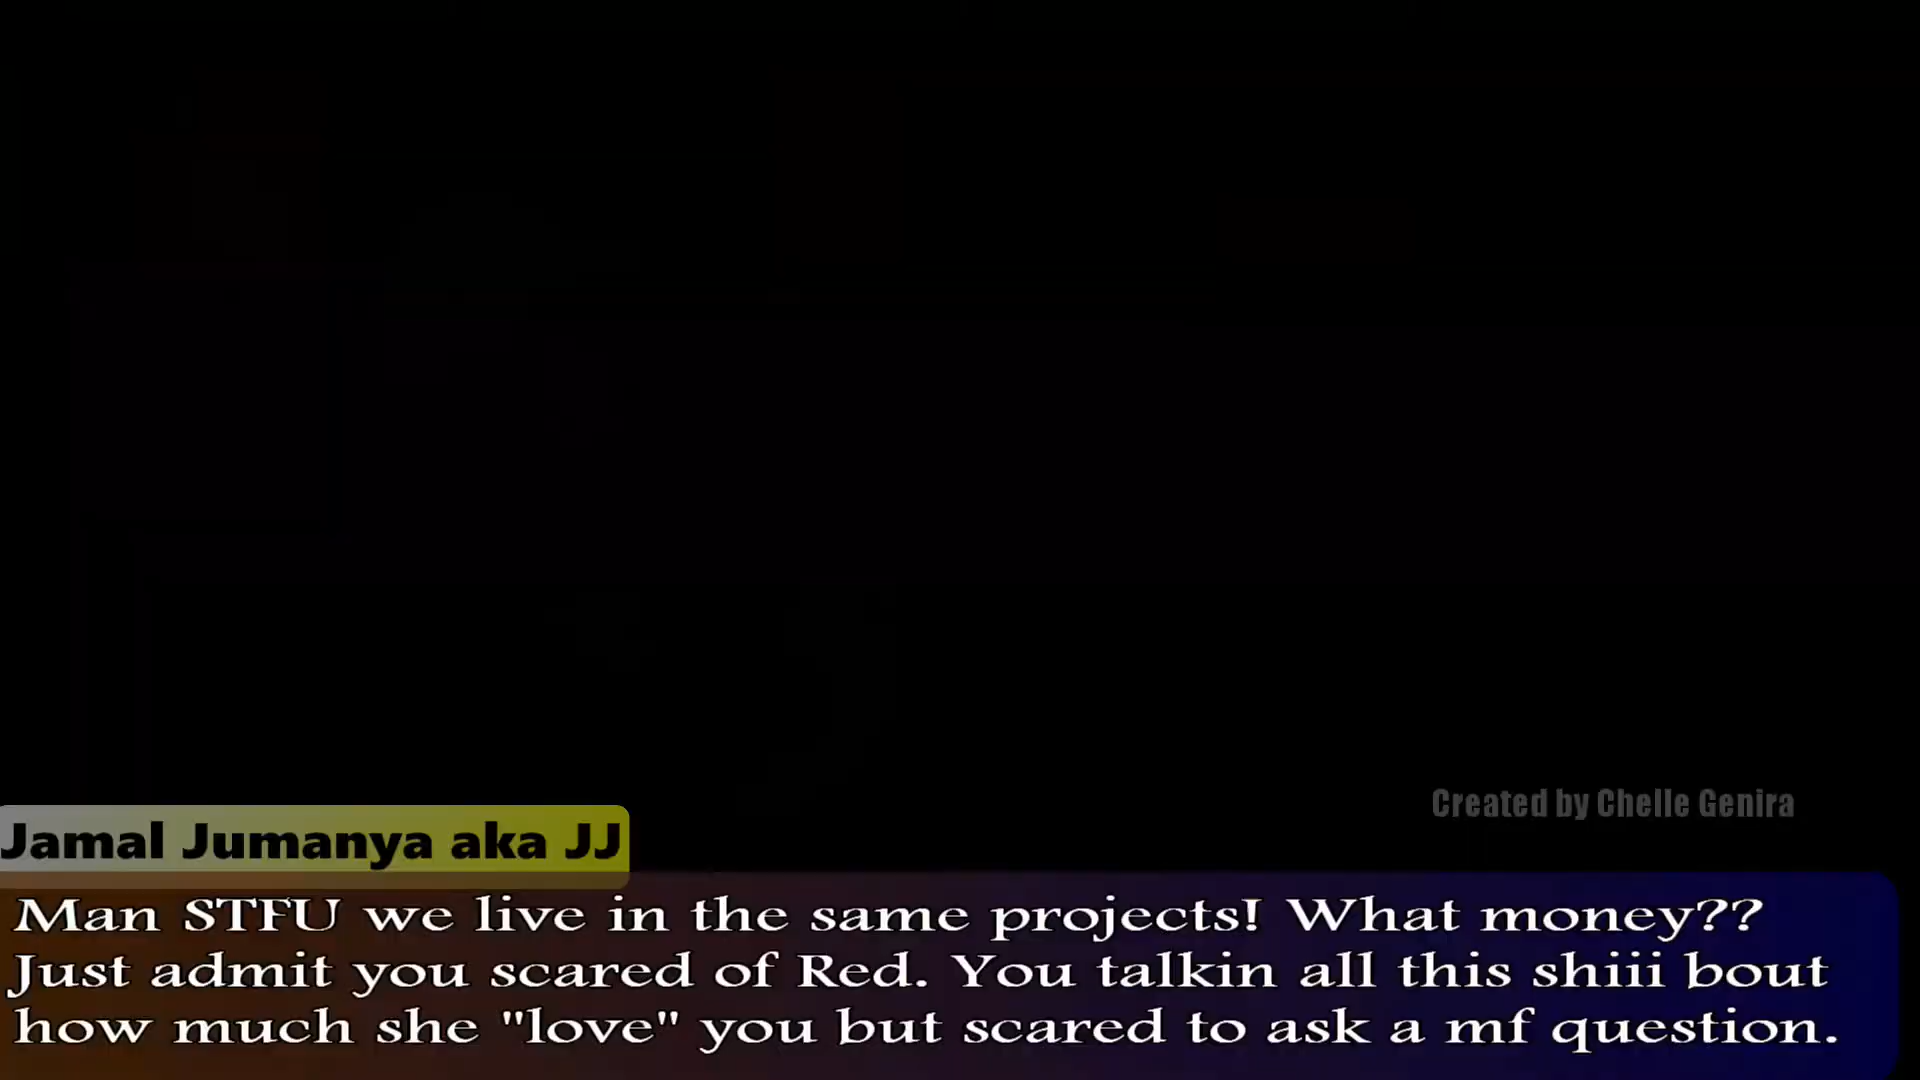 Created by Chelle Genira
Jamal Jumanya aka JJ
Man STFU we live in the same projects! What money??
Just admit you scared of Red. You talkin all this shiii bout
how much she "love" you but scared to ask a mf question.